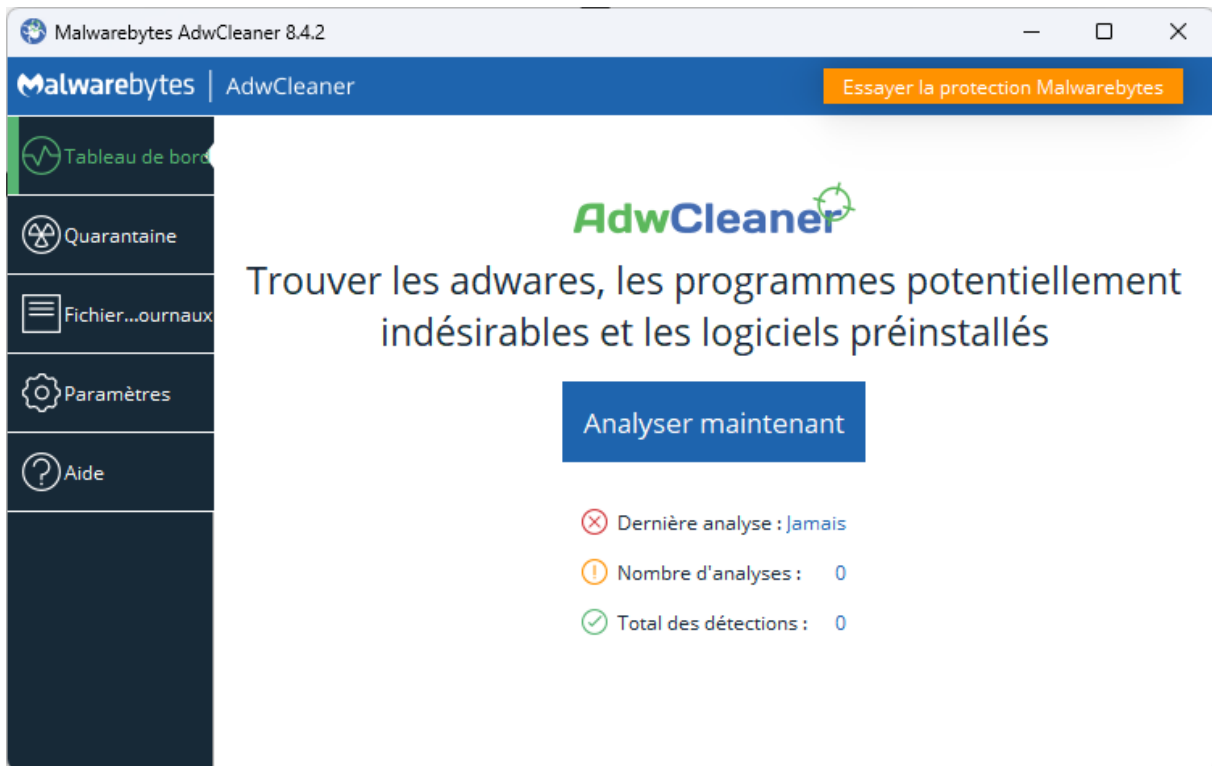 Malwarebytes AdwCleaner 8.4.2
Malwarebytes | AdwCleaner
Essayer la protection Malwarebytes
Tableau de bord
Quarantaine
Fichier...ournaux
Paramètres
Aide
AdwCleaner
Trouver les adwares, les programmes potentiellement
indésirables et les logiciels préinstallés
Analyser maintenant
Dernière analyse : Jamais
Nombre d'analyses : 0
Total des détections : 0